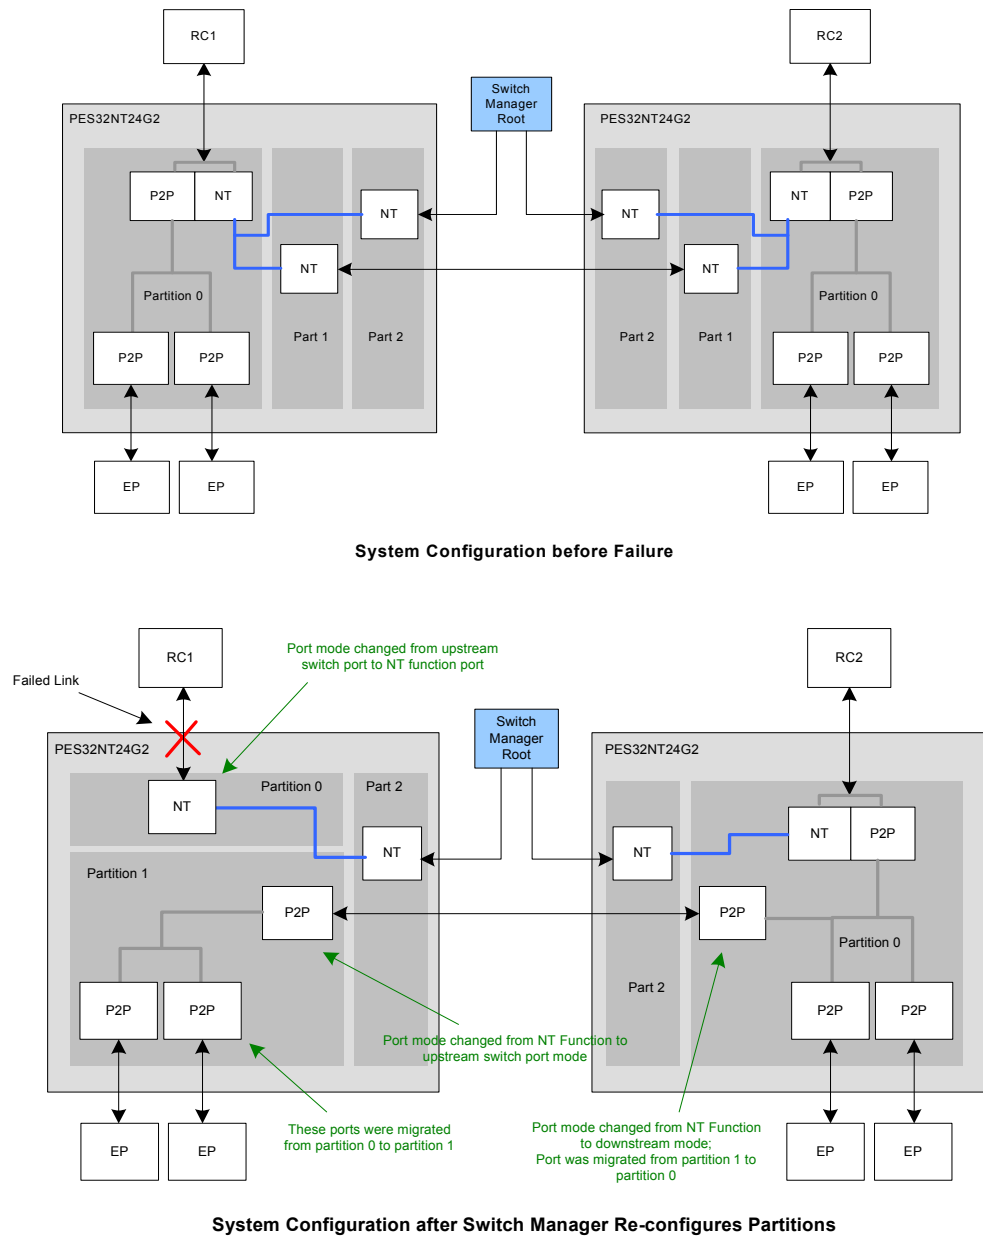 RC1
RC2
Switch
Manager
Root
PES32NT24G2
PES32NT24G2
P2P
NT
NT
NT
NT
P2P
NT
NT
Partition 0
Partition 0
Part 1
Part 2
Part 2
Part 1
P2P
P2P
P2P
P2P
EP
EP
EP
EP
System Configuration before Failure
Port mode changed from upstream
switch port to NT function port
RC1
RC2
Failed Link
Switch
Manager
Root
PES32NT24G2
PES32NT24G2
Partition 0
Part 2
NT
NT
NT
NT
P2P
Partition 1
P2P
P2P
Partition 0
Part 2
P2P
P2P
P2P
P2P
Port mode changed from NT Function to
upstream switch port mode
These ports were migrated
from partition 0 to partition 1
Port mode changed from NT Function
to downstream mode;
Port was migrated from partition 1 to
partition 0
EP
EP
EP
EP
System Configuration after Switch Manager Re-configures Partitions